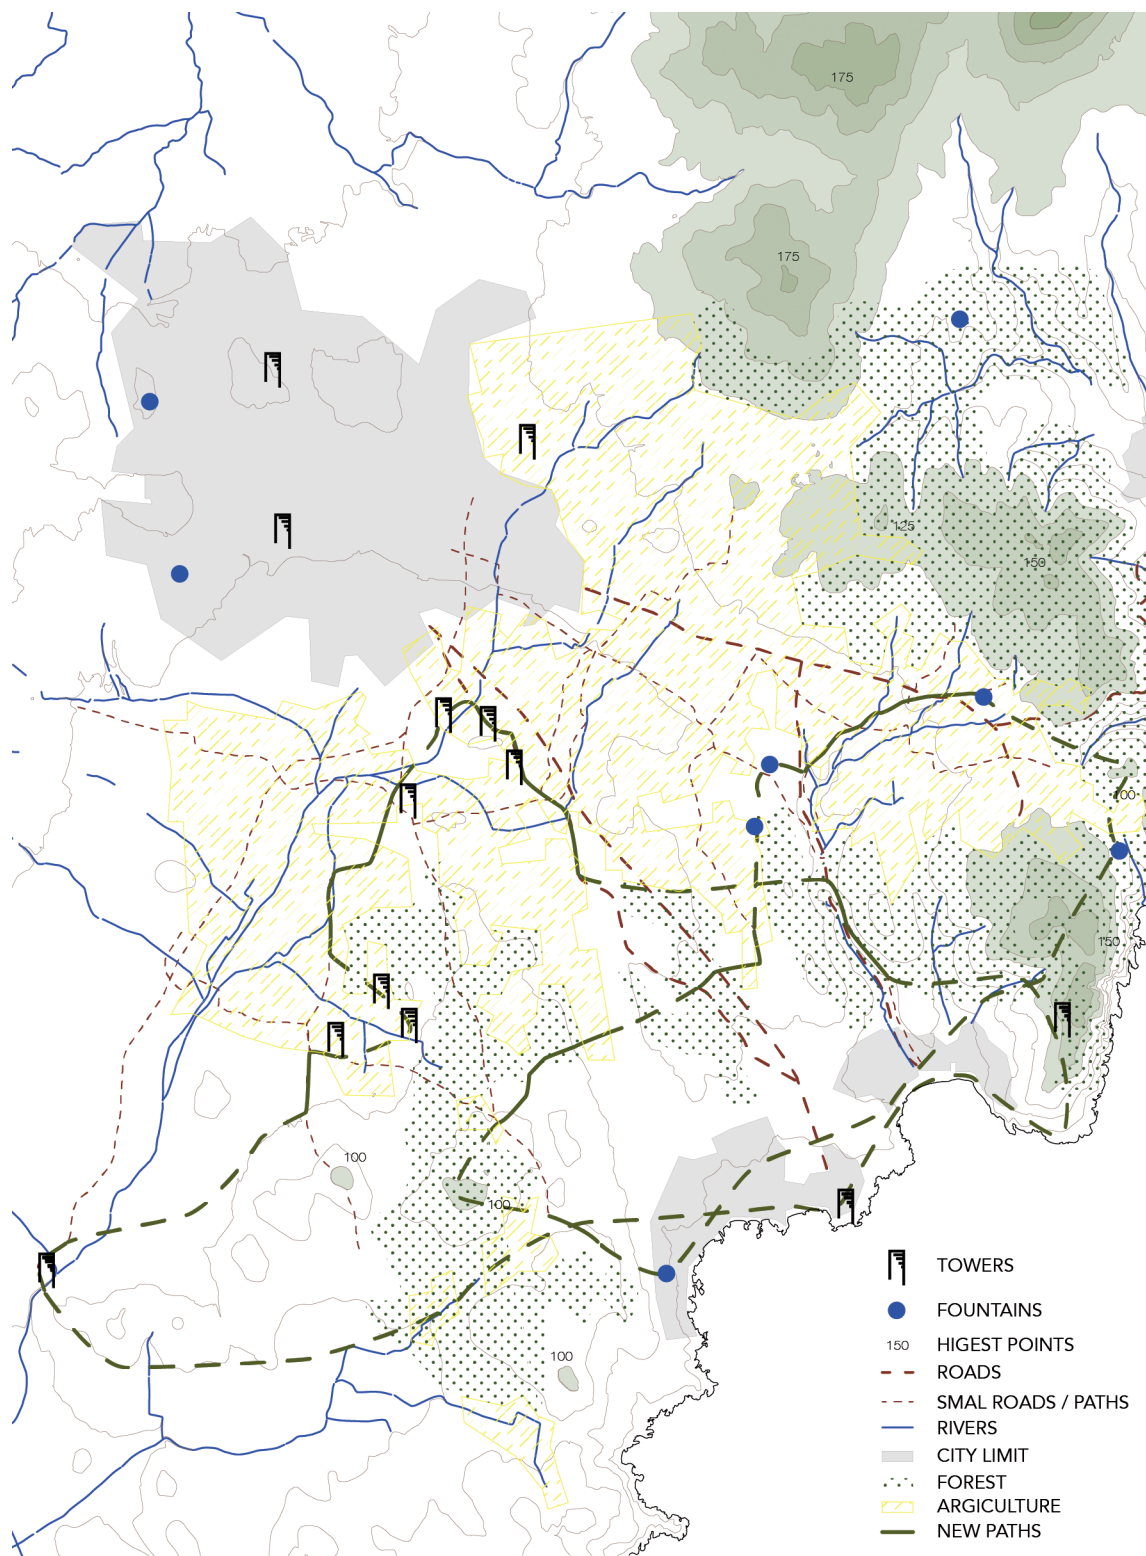 175
175
125
150
100
150
100
100
100
TOWERS
FOUNTAINS
150 HIGEST POINTS
ROADS
SMAL ROADS / PATHS
RIVERS
CITY LIMIT
FOREST
ARGICULTURE
NEW PATHS